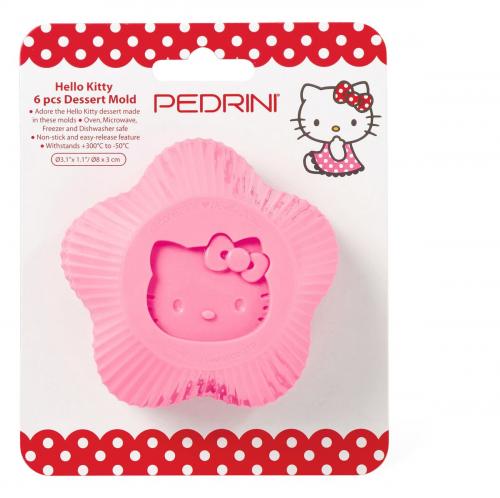 Hello Kitty
6 pcs Dessert Mold
• Adore the Hello Kitty dessert made
in these molds • Oven, Microwave,
Freezer and Dishwasher safe
• Non-stick and easy-release feature
• Withstands +300°C to -50°C
Ø3.1"x 1.1"/ Ø8 x 3 cm
PEDRINI